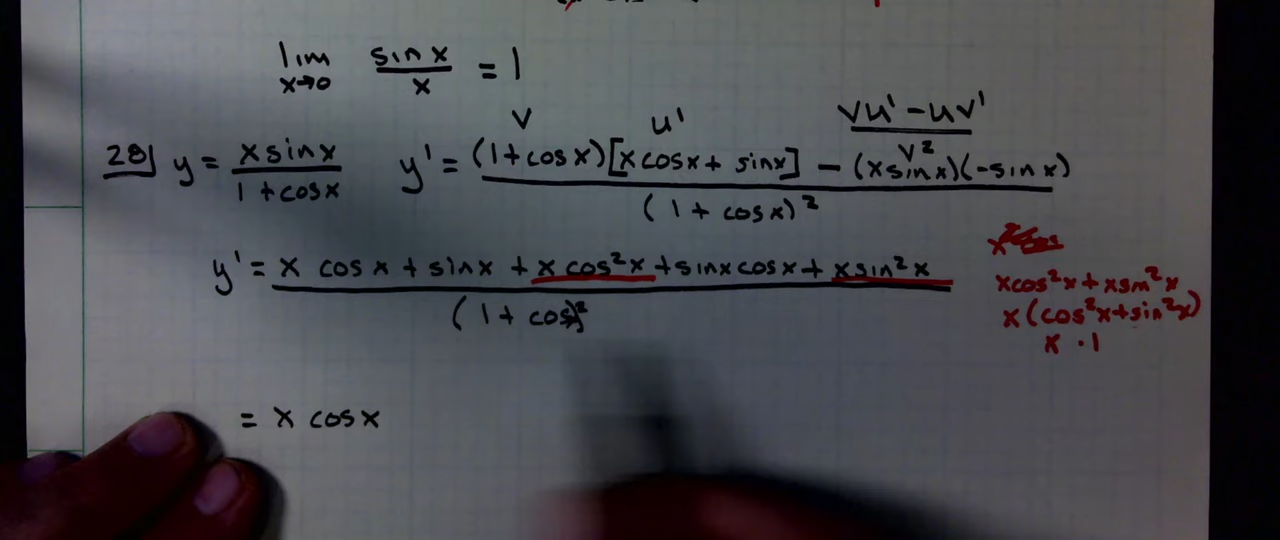 lim sin x / x = 1
x→0
v u' vu' - uv' / v²
28] y = x sin x / 1 + cos x y' = (1 + cos x)[x cos x + sin x] - (x sin x)(-sin x) / (1 + cos x)²
y' = x cos x + sin x + x cos² x + sin x cos x + x sin² x / (1 + cos)²
x cos² x + x sin² x
x (cos² x + sin² x)
x · 1
= x cos x